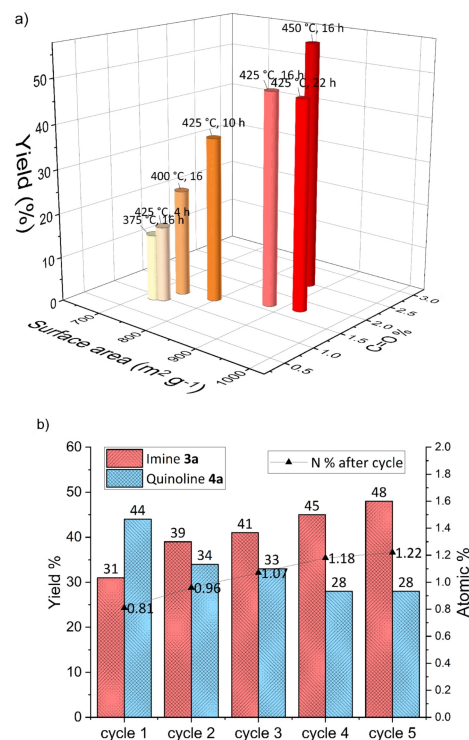 a)
Yield (%)
50
40
30
20
10
0
450 °C, 16 h
425 °C, 16 h
425 °C, 22 h
425 °C, 10 h
400 °C, 16
425 °C, 4 h
375 °C, 16 h
700
800
900
1000
Surface area (m² g⁻¹)
0.5
1.0
1.5
2.0
2.5
3.0
C=O %
b)
Imine 3a
Quinoline 4a
N % after cycle
Yield %
60
50
40
30
20
10
0
31
44
39
34
41
33
45
28
48
28
0.81
0.96
1.07
1.18
1.22
2.0
1.8
1.6
1.4
1.2
1.0
0.8
0.6
0.4
0.2
0.0
Atomic %
cycle 1
cycle 2
cycle 3
cycle 4
cycle 5